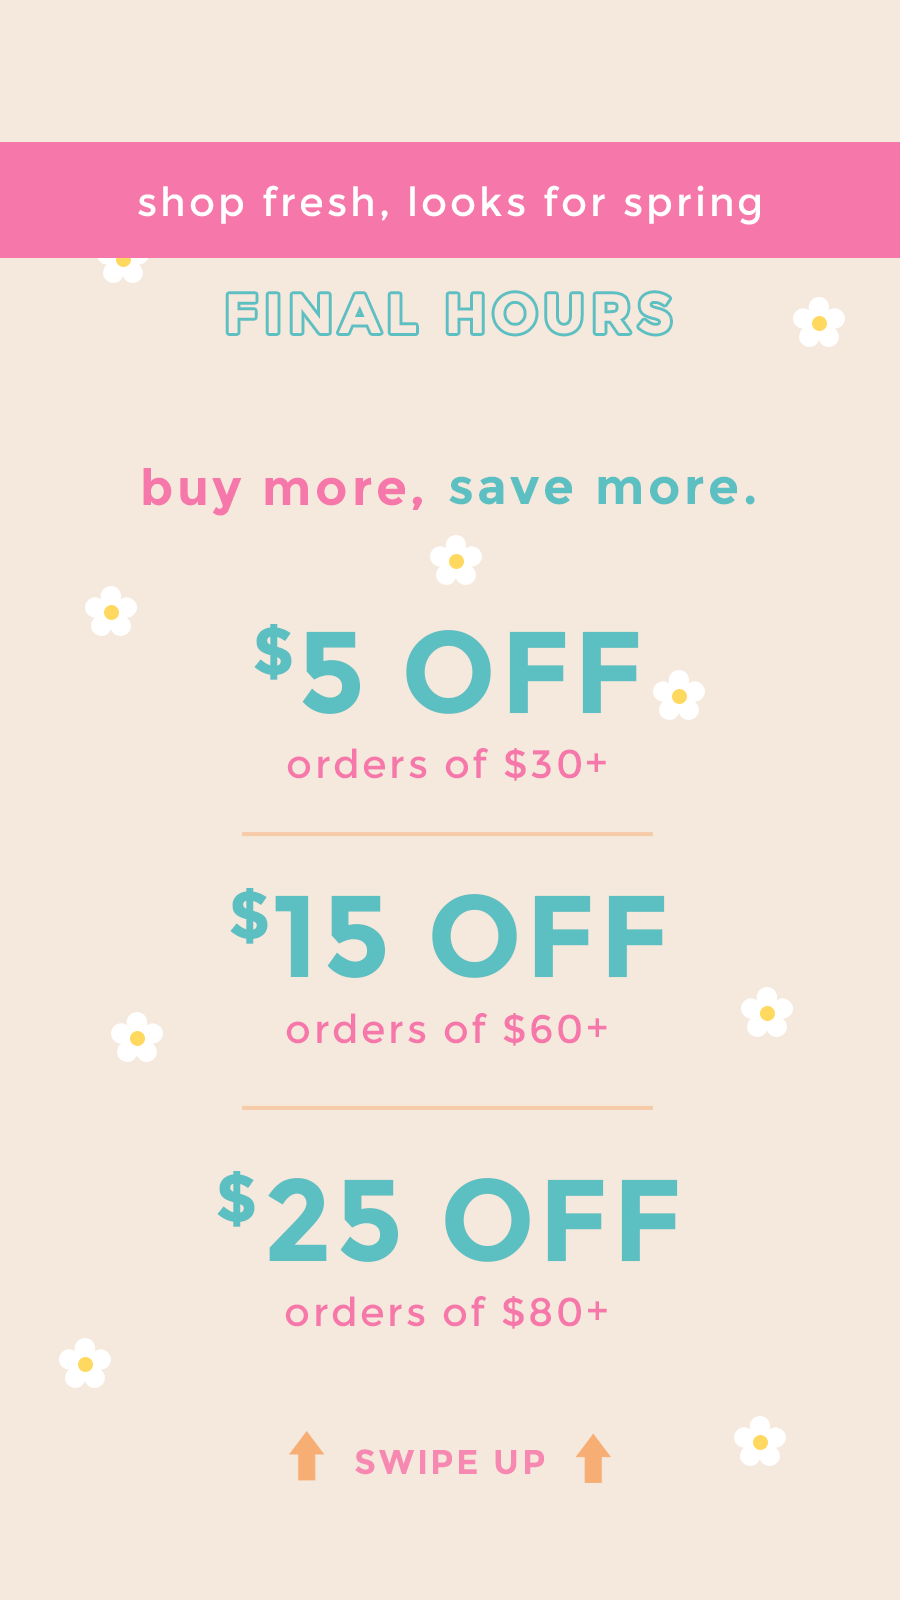 shop fresh, looks for spring
FINAL HOURS
buy more, save more.
$5 OFF
orders of $30+
$15 OFF
orders of $60+
$25 OFF
orders of $80+
SWIPE UP